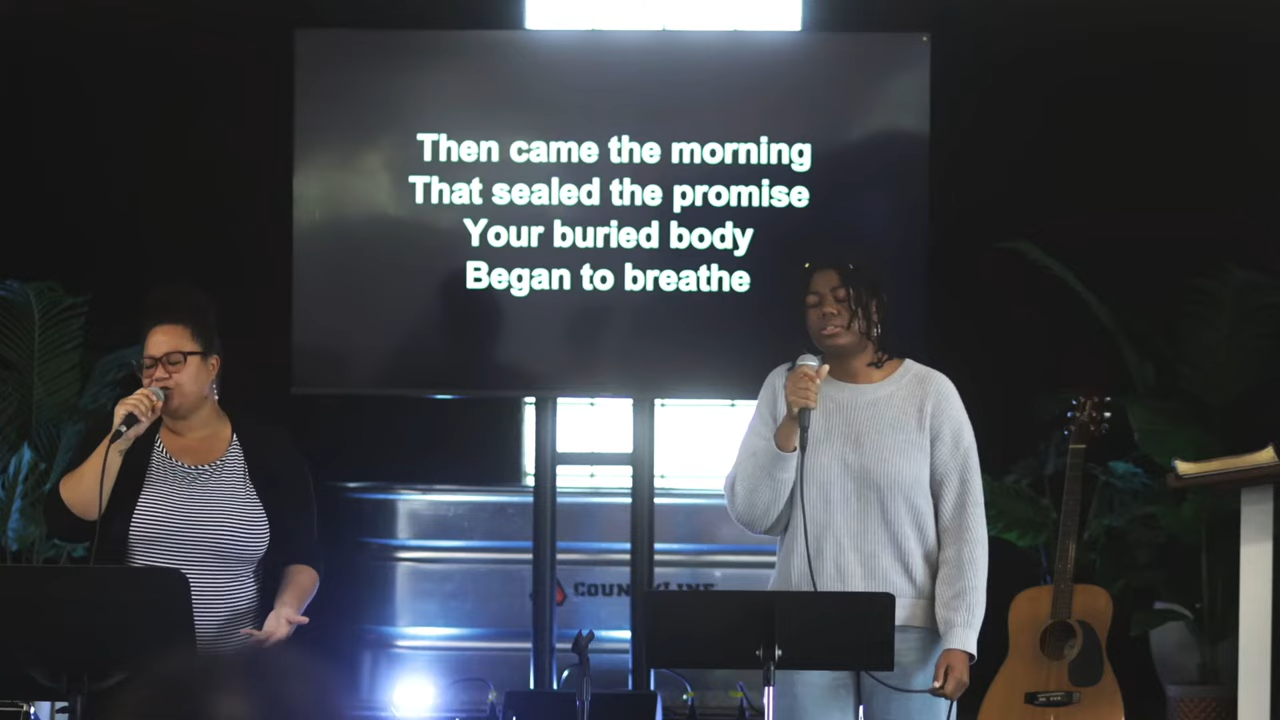 Then came the morning
That sealed the promise
Your buried body
Began to breathe